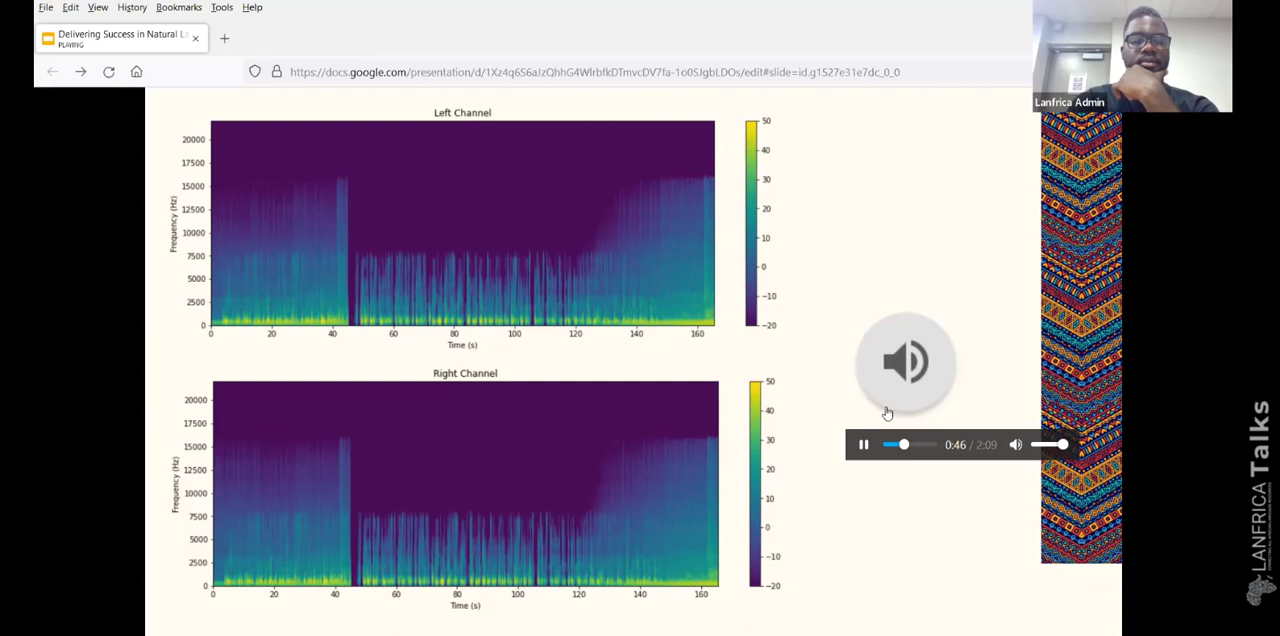 File Edit View History Bookmarks Tools Help
Delivering Success in Natural La
PLAYING
https://docs.google.com/presentation/d/1Xz4q6S6aJzQhhG4WlrbfkDTmvcDV7fa-1o0SJgbLDOs/edit#slide=id.g1527e31e7dc_0_0
Lanfrica Admin
Left Channel
20000
17500
15000
12500
10000
7500
5000
2500
0
Frequency (Hz)
0 20 40 60 80 100 120 140 160
Time (s)
50
40
30
20
10
0
−10
−20
Right Channel
20000
17500
15000
12500
10000
7500
5000
2500
0
Frequency (Hz)
0 20 40 60 80 100 120 140 160
Time (s)
50
40
30
20
10
0
−10
−20
0:46 / 2:09
LANFRICA Talks